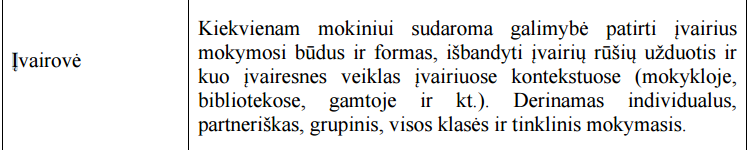 Įvairovė
Kiekvienam mokiniui sudaroma galimybė patirti įvairius
mokymosi būdus ir formas, išbandyti įvairių rūšių užduotis ir
kuo įvairesnes veiklas įvairiuose kontekstuose (mokykloje,
bibliotekose, gamtoje ir kt.). Derinamas individualus,
partneriškas, grupinis, visos klasės ir tinklinis mokymasis.